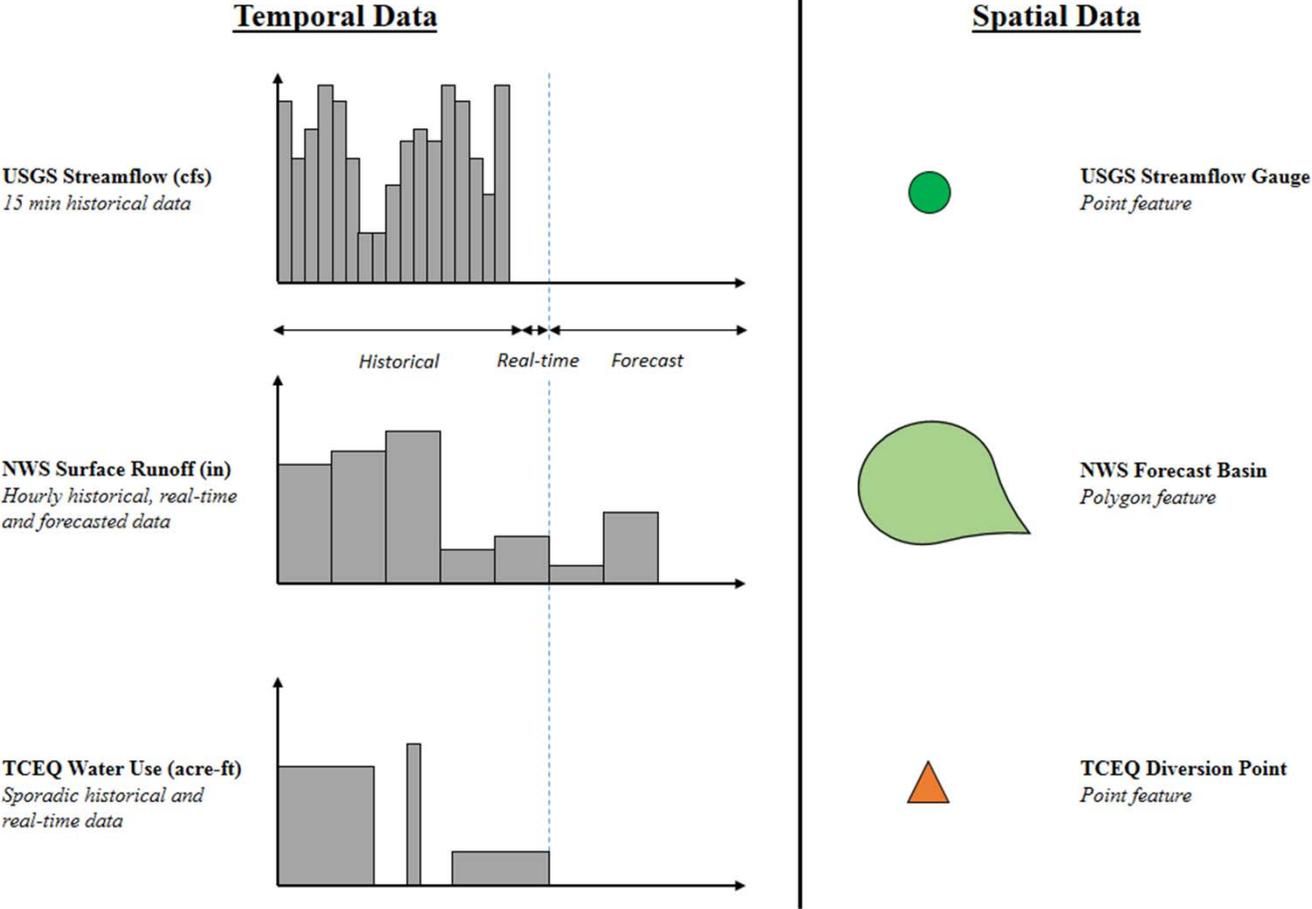 Temporal Data
Spatial Data
USGS Streamflow (cfs)
15 min historical data
USGS Streamflow Gauge
Point feature
Historical
Real-time
Forecast
NWS Surface Runoff (in)
Hourly historical, real-time
and forecasted data
NWS Forecast Basin
Polygon feature
TCEQ Water Use (acre-ft)
Sporadic historical and
real-time data
TCEQ Diversion Point
Point feature